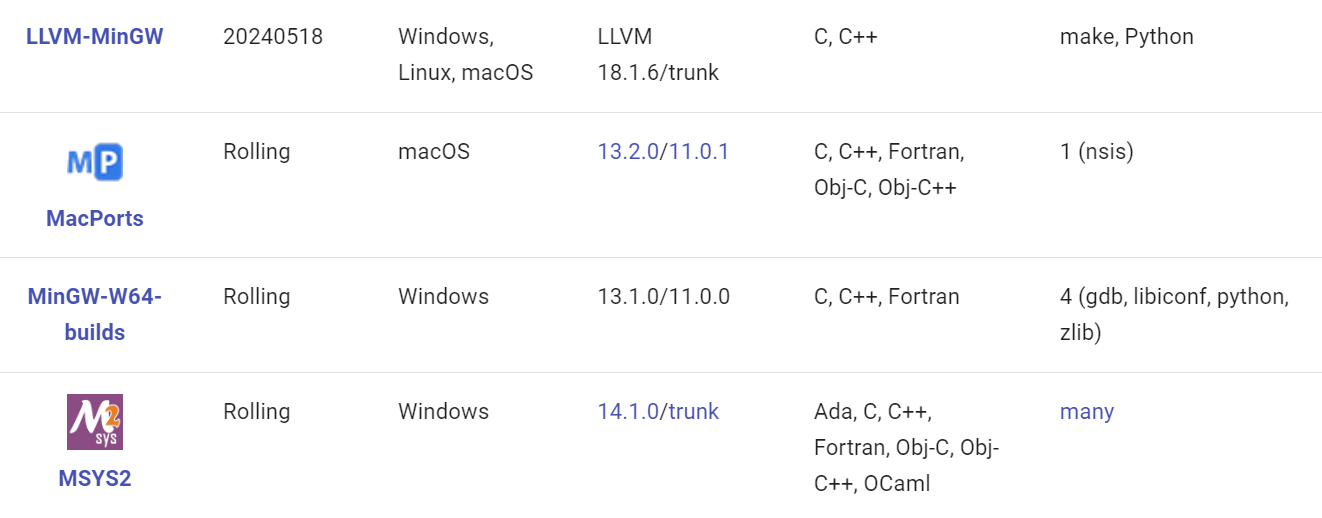 LLVM-MinGW 20240518 Windows, LLVM C, C++ make, Python
Linux, macOS 18.1.6/trunk
MP Rolling macOS 13.2.0/11.0.1 C, C++, Fortran, 1 (nsis)
Obj-C, Obj-C++
MacPorts
MinGW-W64- Rolling Windows 13.1.0/11.0.0 C, C++, Fortran 4 (gdb, libiconf, python,
builds zlib)
M2 Rolling Windows 14.1.0/trunk Ada, C, C++, many
sys Fortran, Obj-C, Obj-
MSYS2 C++, OCaml